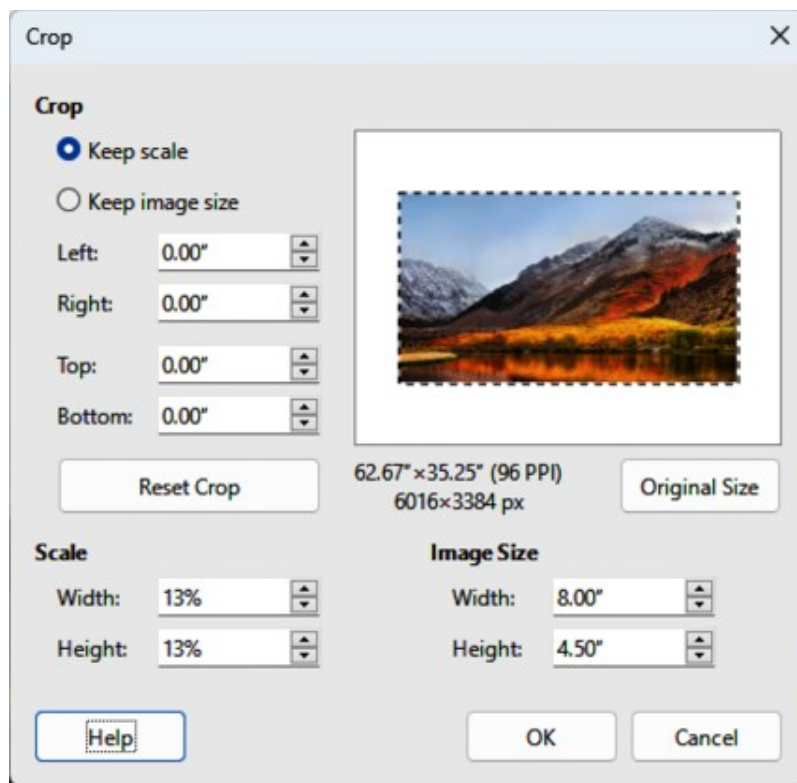 Crop
Crop
Keep scale
Keep image size
Left: 0.00"
Right: 0.00"
Top: 0.00"
Bottom: 0.00"
Reset Crop
62.67"×35.25" (96 PPI)
6016×3384 px
Original Size
Scale
Width: 13%
Height: 13%
Image Size
Width: 8.00"
Height: 4.50"
Help
OK
Cancel